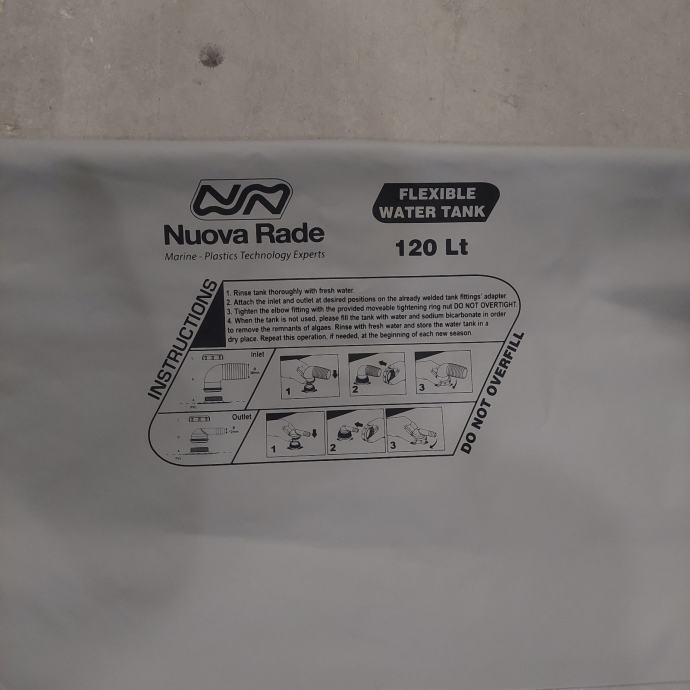 Nuova Rade
Marine - Plastics Technology Experts
FLEXIBLE
WATER TANK
120 Lt
INSTRUCTIONS
1. Rinse tank thoroughly with fresh water.
2. Attach the inlet and outlet at desired positions on the already welded tank fittings' adapter.
3. Tighten the elbow fitting with the provided moveable tightening ring nut DO NOT OVERTIGHT.
4. When the tank is not used, please fill the tank with water and sodium bicarbonate in order
to remove the remnants of algaes. Rinse with fresh water and store the water tank in a
dry place. Repeat this operation, if needed, at the beginning of each new season.
Inlet
1
2
3
Outlet
1
2
3
DO NOT OVERFILL